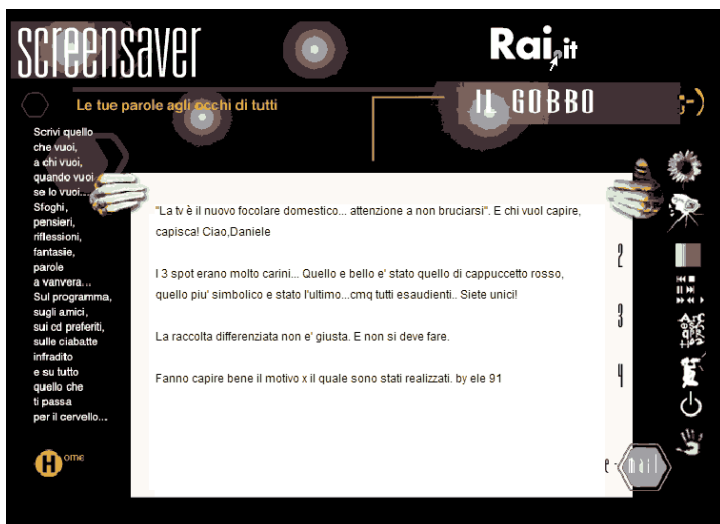 screensaver
Rai.it
IL GOBBO
;-)
Le tue parole agli occhi di tutti
Scrivi quello
che vuoi,
a chi vuoi,
quando vuoi
se lo vuoi...
Sfoghi,
pensieri,
riflessioni,
fantasie,
parole
a vanvera...
Sul programma,
sugli amici,
sui cd preferiti,
sulle ciabatte
infradito
e su tutto
quello che
ti passa
per il cervello...
Home
"La tv è il nuovo focolare domestico... attenzione a non bruciarsi". E chi vuol capire,
capisca! Ciao,Daniele
I 3 spot erano molto carini... Quello e bello e' stato quello di cappuccetto rosso,
quello piu' simbolico e stato l'ultimo...cmq tutti esaudienti.. Siete unici!
La raccolta differenziata non e' giusta. E non si deve fare.
Fanno capire bene il motivo x il quale sono stati realizzati. by ele 91
2
3
4
e-mail